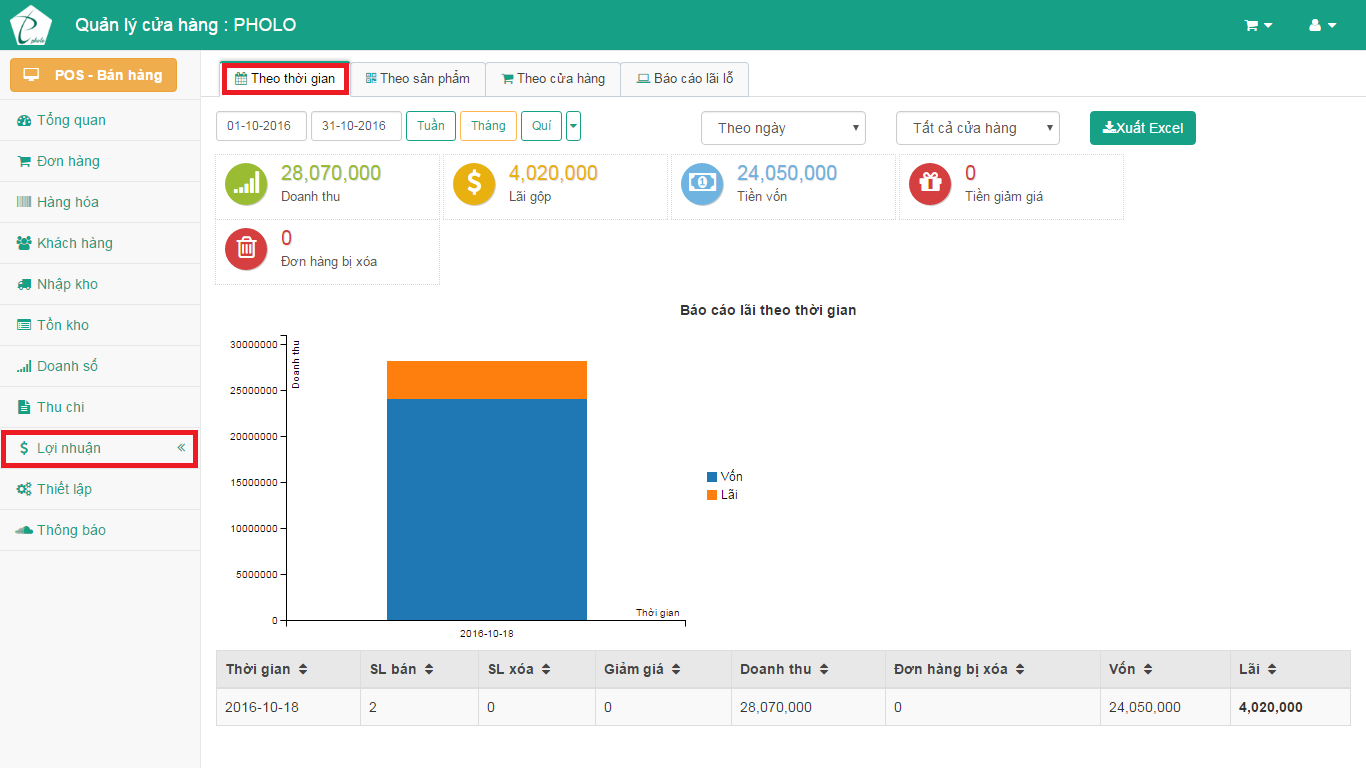 pholo
Quản lý cửa hàng : PHOLO
POS - Bán hàng
Tổng quan
Đơn hàng
Hàng hóa
Khách hàng
Nhập kho
Tồn kho
Doanh số
Thu chi
Lợi nhuận
Thiết lập
Thông báo
Theo thời gian
Theo sản phẩm
Theo cửa hàng
Báo cáo lãi lỗ
01-10-2016 31-10-2016 Tuần Tháng Quí Theo ngày Tất cả cửa hàng Xuất Excel
28,070,000
Doanh thu
4,020,000
Lãi gộp
24,050,000
Tiền vốn
0
Tiền giảm giá
0
Đơn hàng bị xóa
Báo cáo lãi theo thời gian
Doanh thu
30000000
25000000
20000000
15000000
10000000
5000000
0
Thời gian
2016-10-18
Vốn
Lãi
Thời gian SL bán SL xóa Giảm giá Doanh thu Đơn hàng bị xóa Vốn Lãi
2016-10-18 2 0 0 28,070,000 0 24,050,000 4,020,000